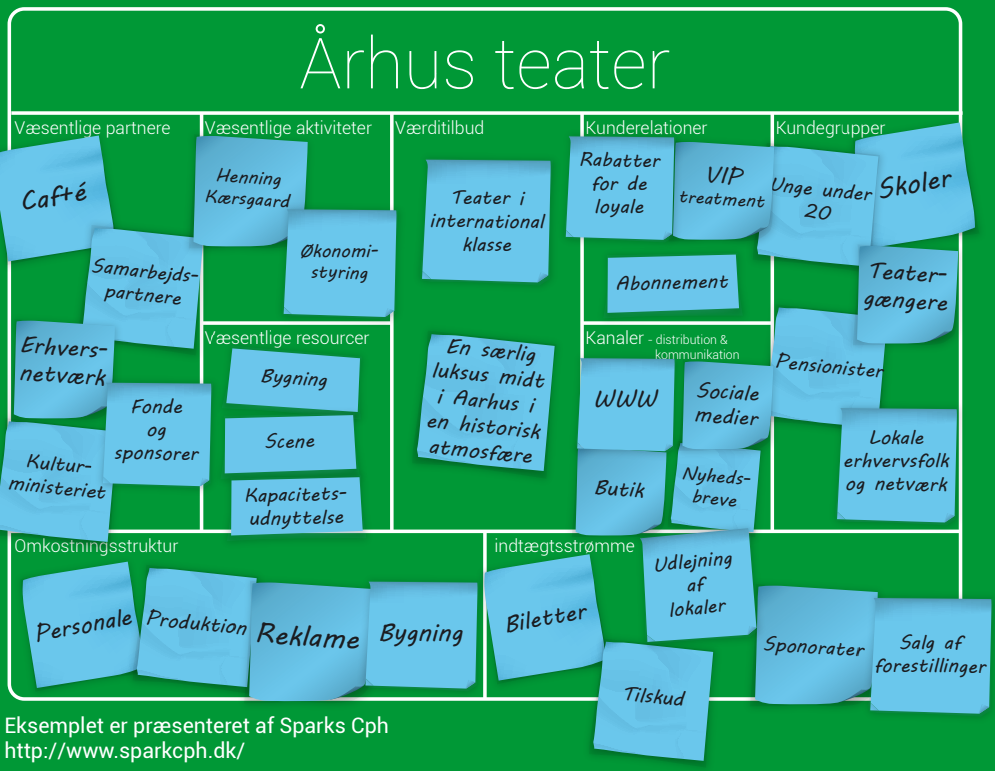 Århus teater
Væsentlige partnere
Cafté
Samarbejds-
partnere
Erhvers-
netværk
Fonde
og
sponsorer
Kultur-
ministeriet
Væsentlige aktiviteter
Henning
Kærsgaard
Økonomi-
styring
Væsentlige resourcer
Bygning
Scene
Kapacitets-
udnyttelse
Værditilbud
Teater i
international
klasse
En særlig
luksus midt
i Aarhus i
en historisk
atmosfære
Kunderelationer
Rabatter
for de
loyale
VIP
treatment
Abonnement
Kanaler - distribution &
kommunikation
WWW
Sociale
medier
Butik
Nyheds-
breve
Kundegrupper
Unge under
20
Skoler
Teater-
gængere
Pensionister
Lokale
erhvervsfolk
og netværk
Omkostningsstruktur
Personale
Produktion
Reklame
Bygning
indtægtsstrømme
Biletter
Udlejning
af
lokaler
Tilskud
Sponorater
Salg af
forestillinger
Eksemplet er præsenteret af Sparks Cph
http://www.sparkcph.dk/